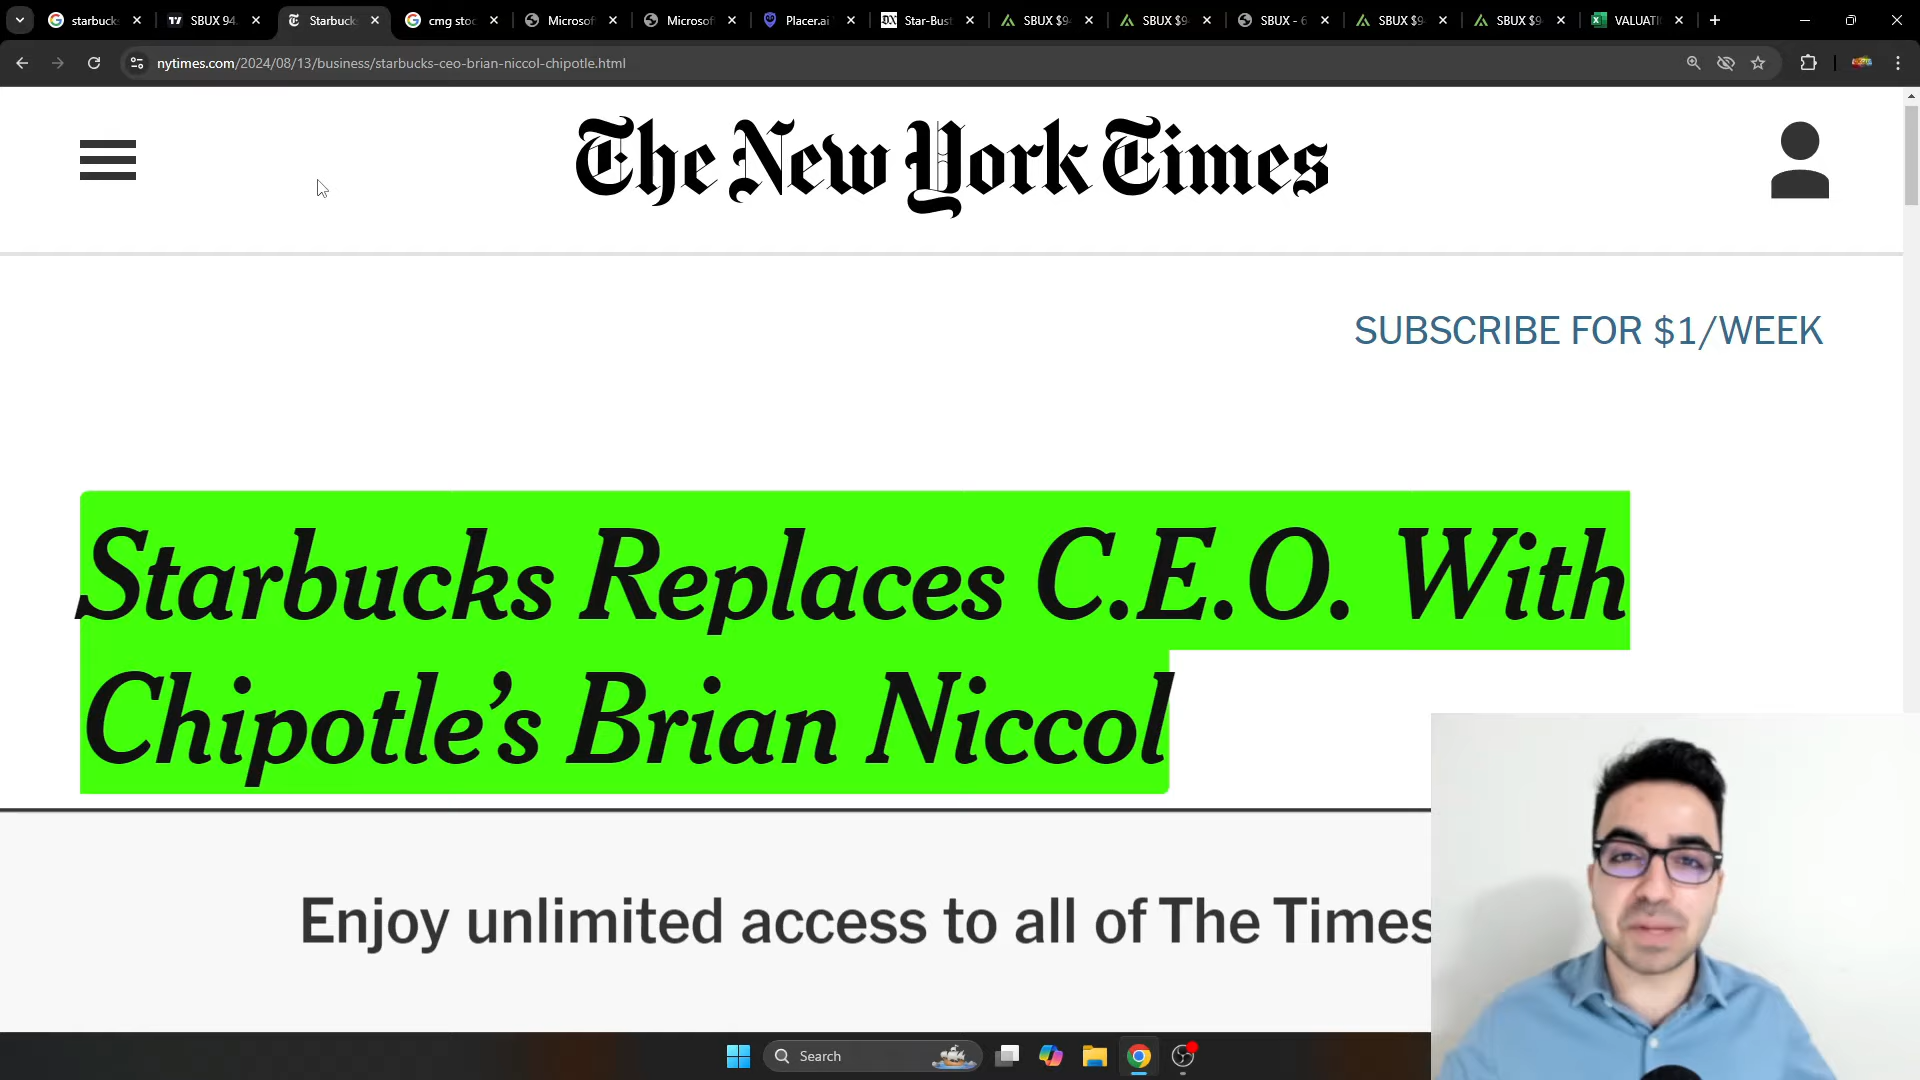 starbucks
SBUX 94.
Starbuck
cmg stoc
Microsof
Microsof
Placer.ai
Star-Bust
SBUX $9
SBUX $9
SBUX - 6
SBUX $9
SBUX $9
VALUATI
nytimes.com/2024/08/13/business/starbucks-ceo-brian-niccol-chipotle.html
The New York Times
SUBSCRIBE FOR $1/WEEK
Starbucks Replaces C.E.O. With
Chipotle’s Brian Niccol
Enjoy unlimited access to all of The Times
Search